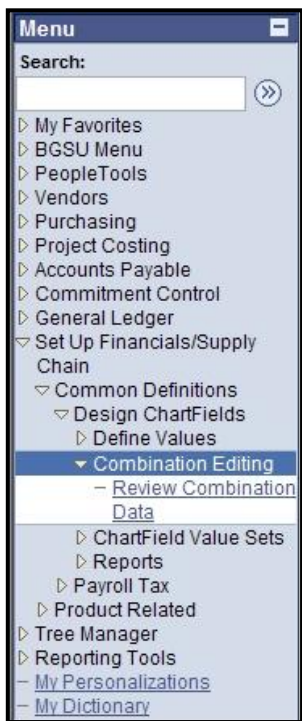 Menu
Search:
My Favorites
BGSU Menu
PeopleTools
Vendors
Purchasing
Project Costing
Accounts Payable
Commitment Control
General Ledger
Set Up Financials/Supply
Chain
Common Definitions
Design ChartFields
Define Values
Combination Editing
– Review Combination
Data
ChartField Value Sets
Reports
Payroll Tax
Product Related
Tree Manager
Reporting Tools
– My Personalizations
– My Dictionary